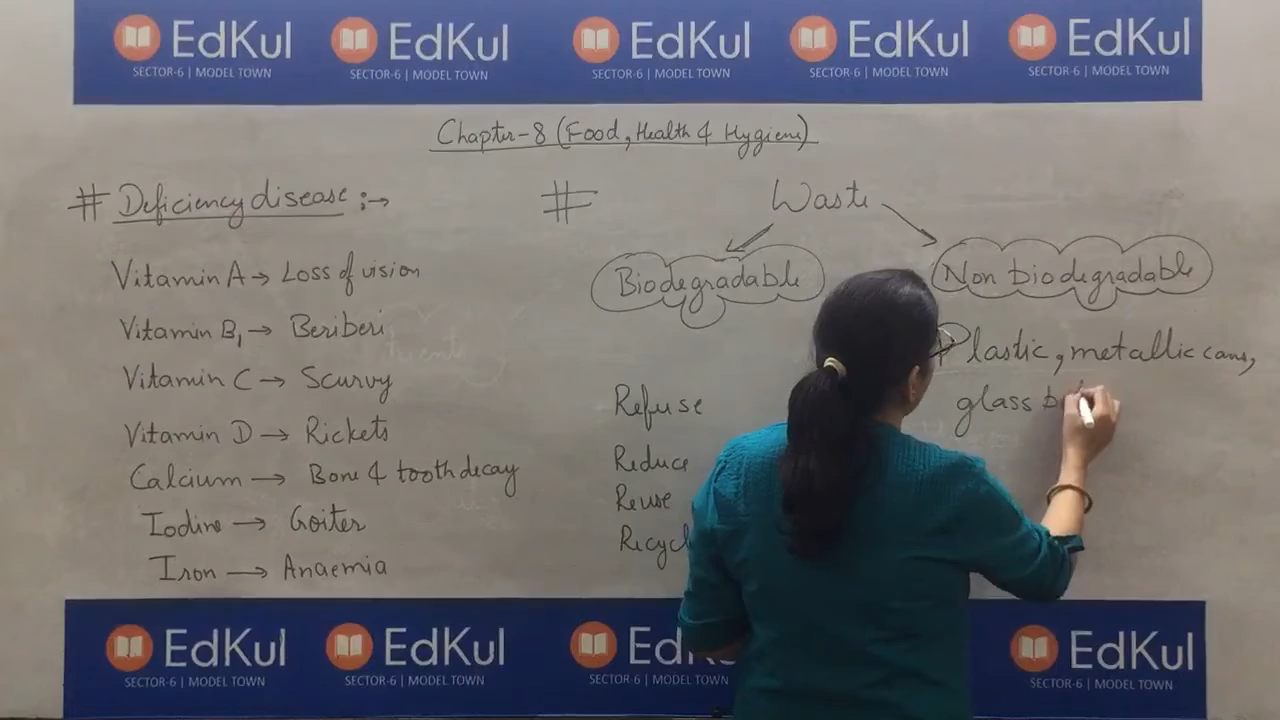 EdKul EdKul EdKul EdKul EdKul
SECTOR-6 | MODEL TOWN SECTOR-6 | MODEL TOWN SECTOR-6 | MODEL TOWN SECTOR-6 | MODEL TOWN SECTOR-6 | MODEL TOWN
Chapter-8 (Food, Health & Hygiene)
# Deficiency disease :→
Vitamin A → Loss of vision
Vitamin B₁ → Beriberi
Vitamin C → Scurvy
Vitamin D → Rickets
Calcium → Bone & tooth decay
Iodine → Goiter
Iron → Anaemia
# Waste
Biodegradable Non biodegradable
Plastic, metallic cans,
glass b
Refuse
Reduce
Reuse
Recycl
EdKul EdKul EdKul EdKul
SECTOR-6 | MODEL TOWN SECTOR-6 | MODEL TOWN SECTOR-6 | MODEL TOWN SECTOR-6 | MODEL TOWN